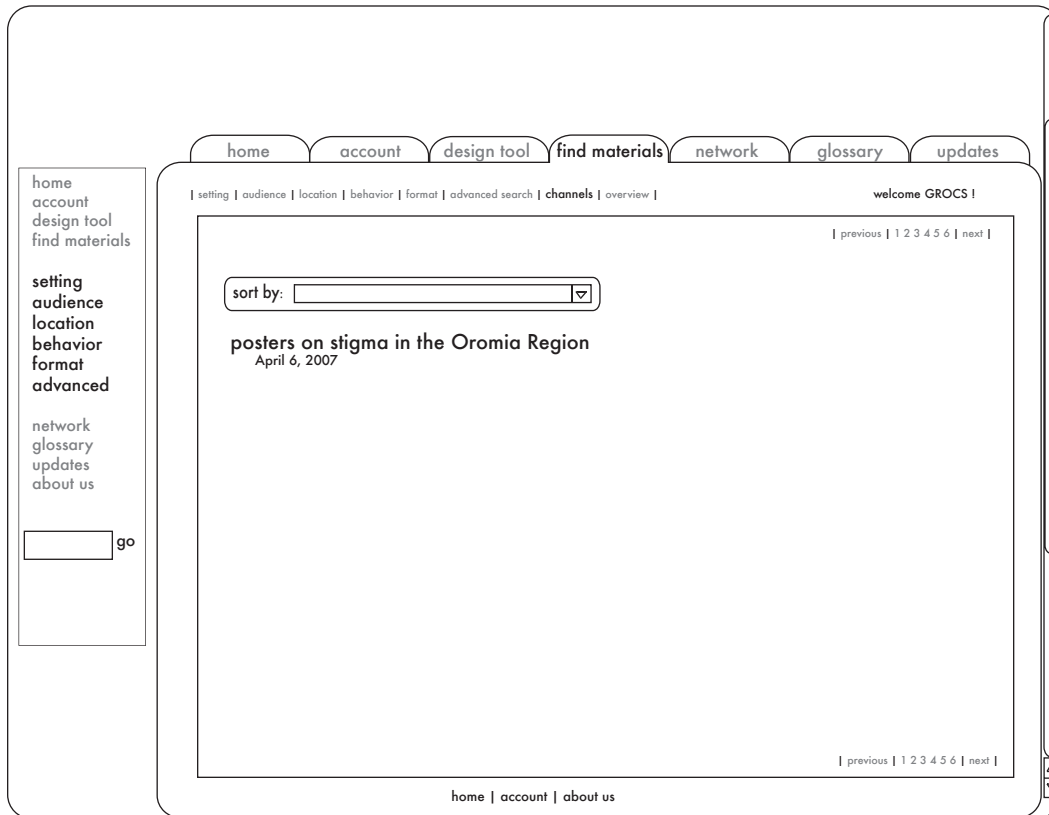 home account design tool find materials network glossary updates
home
account
design tool
find materials
setting
audience
location
behavior
format
advanced
network
glossary
updates
about us
go
| setting | audience | location | behavior | format | advanced search | channels | overview |
welcome GROCS !
| previous | 1 2 3 4 5 6 | next |
sort by:
posters on stigma in the Oromia Region
April 6, 2007
| previous | 1 2 3 4 5 6 | next |
home | account | about us